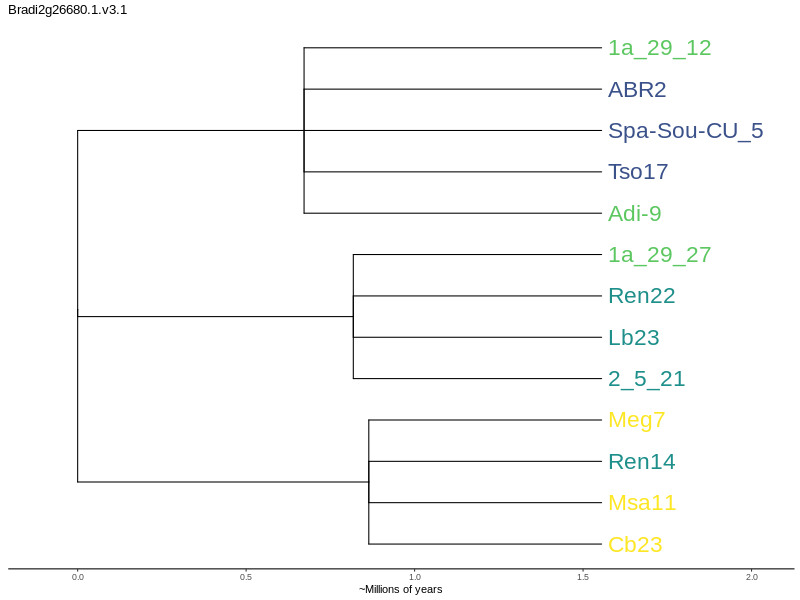 Bradi2g26680.1.v3.1
1a_29_12
ABR2
Spa-Sou-CU_5
Tso17
Adi-9
1a_29_27
Ren22
Lb23
2_5_21
Meg7
Ren14
Msa11
Cb23
0.0 0.5 1.0 1.5 2.0
~Millions of years